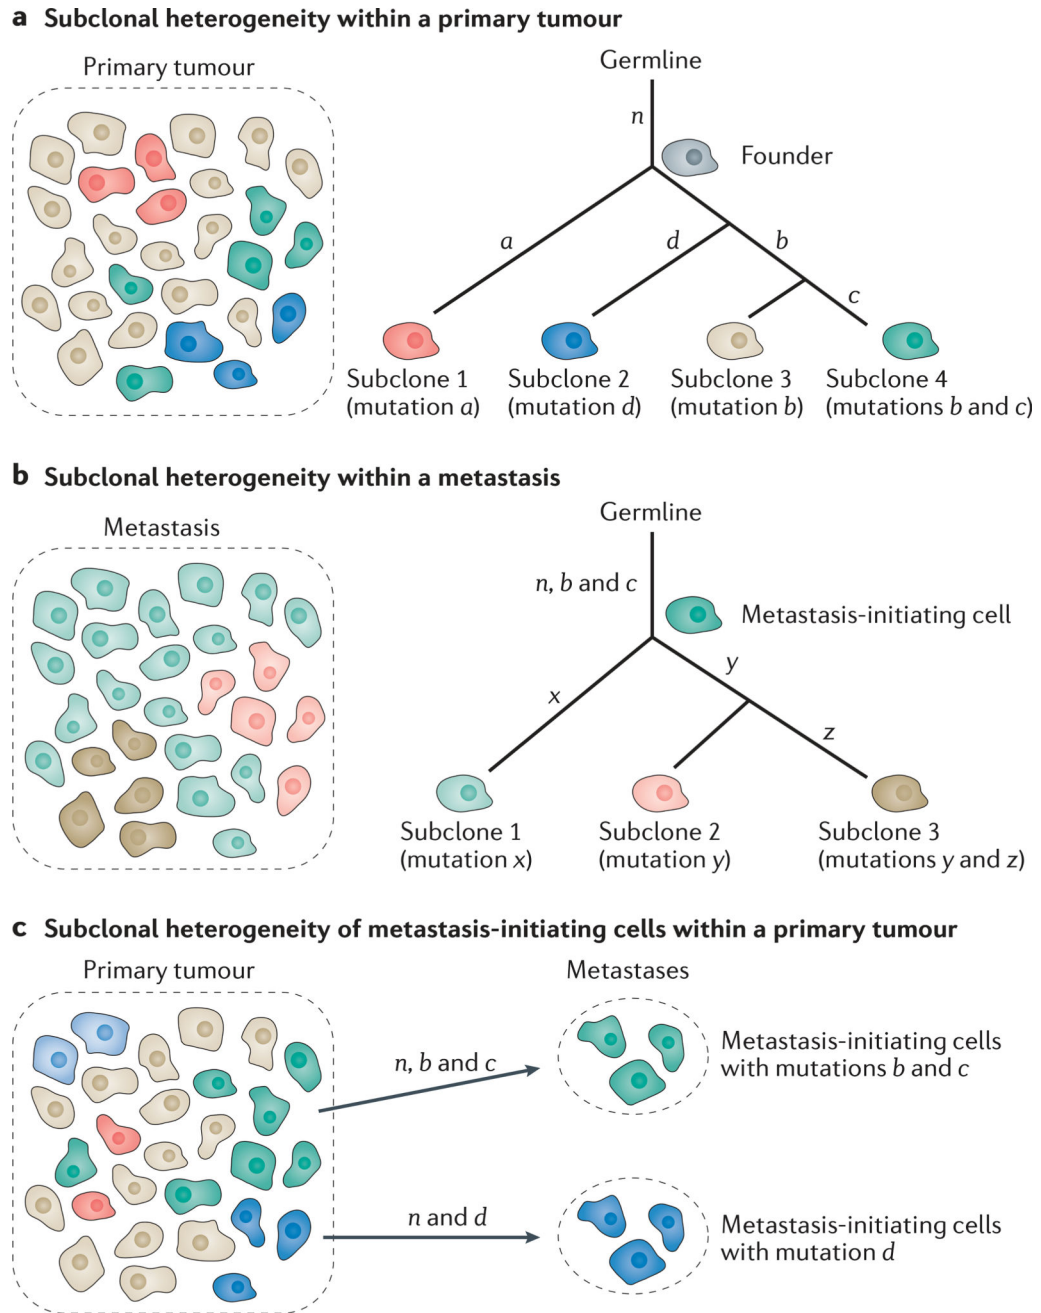 a Subclonal heterogeneity within a primary tumour
Primary tumour
Germline
n
Founder
a
d
b
c
Subclone 1
(mutation a)
Subclone 2
(mutation d)
Subclone 3
(mutation b)
Subclone 4
(mutations b and c)
b Subclonal heterogeneity within a metastasis
Metastasis
Germline
n, b and c
Metastasis-initiating cell
x
y
z
Subclone 1
(mutation x)
Subclone 2
(mutation y)
Subclone 3
(mutations y and z)
c Subclonal heterogeneity of metastasis-initiating cells within a primary tumour
Primary tumour
Metastases
n, b and c
Metastasis-initiating cells
with mutations b and c
n and d
Metastasis-initiating cells
with mutation d